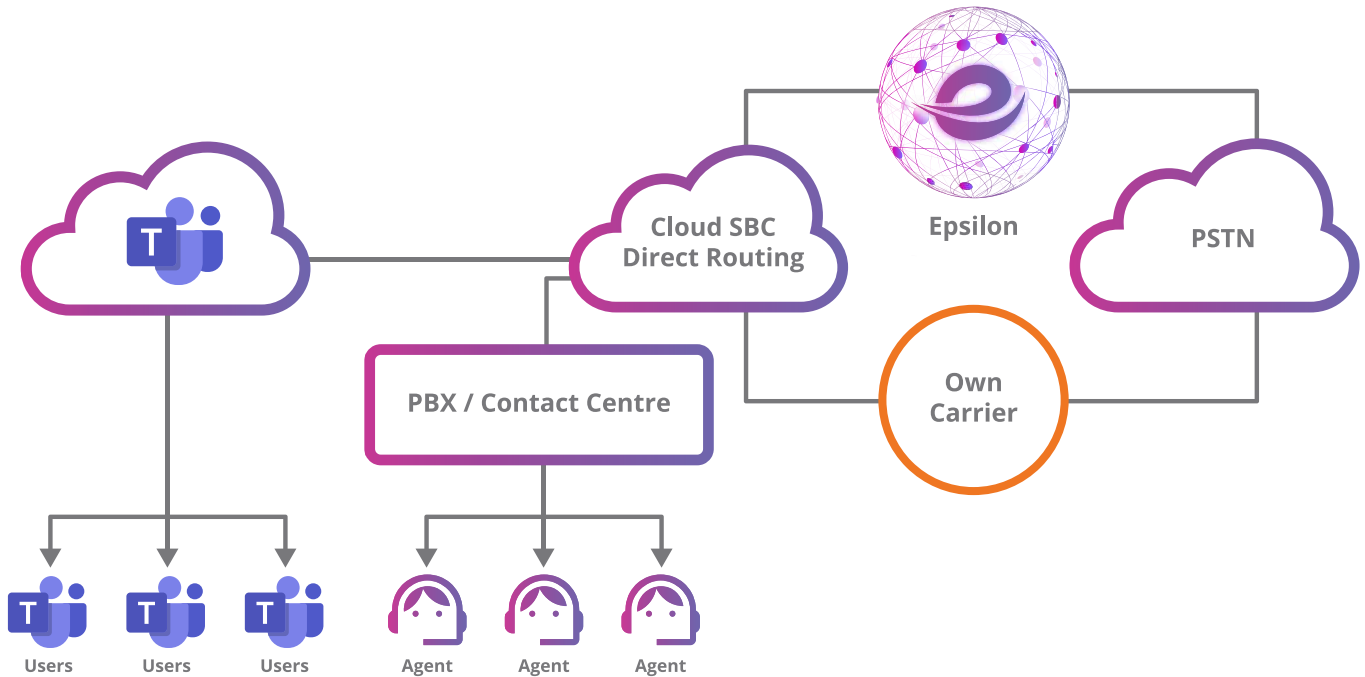 T
Cloud SBC
Direct Routing
Epsilon
PSTN
PBX / Contact Centre
Own
Carrier
T
T
T
Users
Users
Users
Agent
Agent
Agent